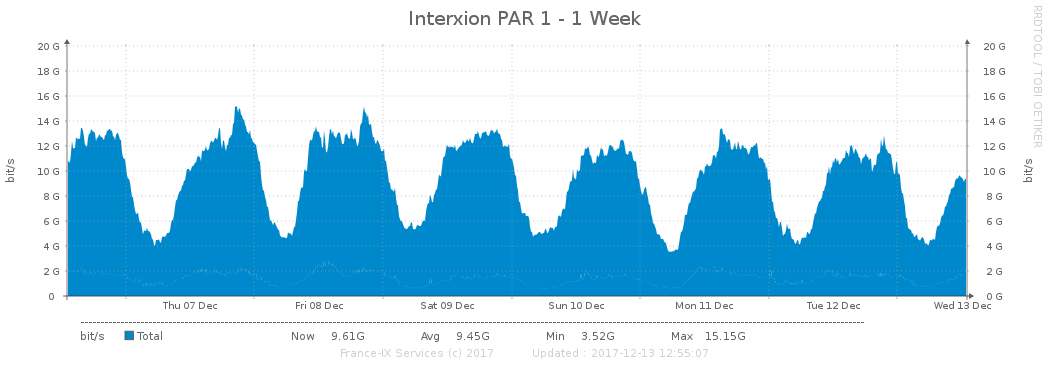 Interxion PAR 1 - 1 Week
RRDTOOL / TOBI OETIKER
bit/s
20 G 20 G
18 G 18 G
16 G 16 G
14 G 14 G
12 G 12 G
10 G 10 G
8 G 8 G
6 G 6 G
4 G 4 G
2 G 2 G
0 0 G
bit/s
Thu 07 Dec Fri 08 Dec Sat 09 Dec Sun 10 Dec Mon 11 Dec Tue 12 Dec Wed 13 Dec
bit/s Total Now 9.61G Avg 9.45G Min 3.52G Max 15.15G
France-IX Services (c) 2017 Updated : 2017-12-13 12:55:07